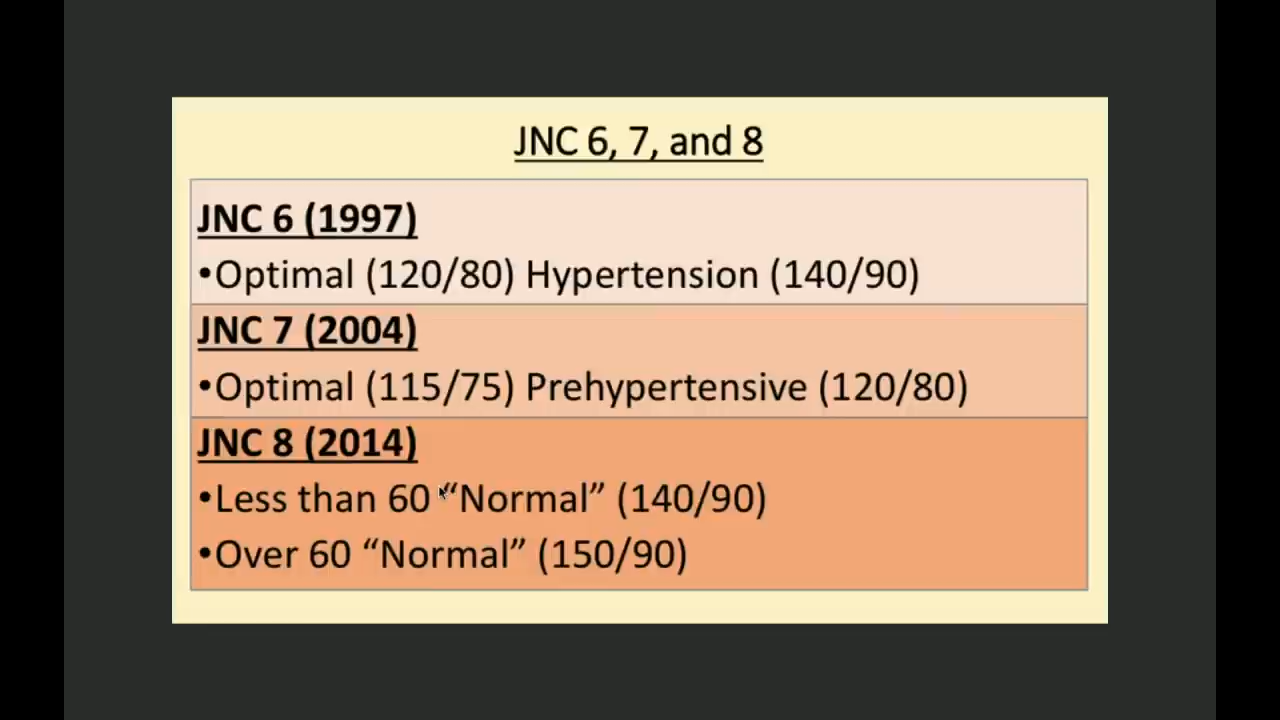 JNC 6, 7, and 8
JNC 6 (1997)
•Optimal (120/80) Hypertension (140/90)
JNC 7 (2004)
•Optimal (115/75) Prehypertensive (120/80)
JNC 8 (2014)
•Less than 60 “Normal” (140/90)
•Over 60 “Normal” (150/90)